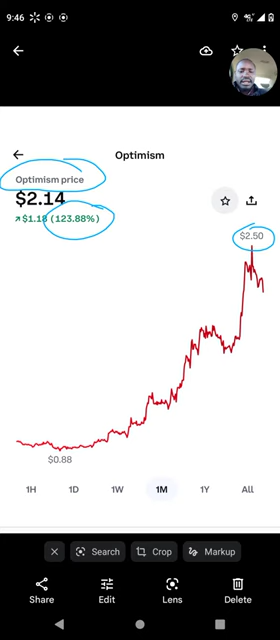 9:46
4G
Optimism
Optimism price
$2.14
$1.18 (123.88%)
$2.50
$0.88
1H
1D
1W
1M
1Y
All
Search
Crop
Markup
Share
Edit
Lens
Delete